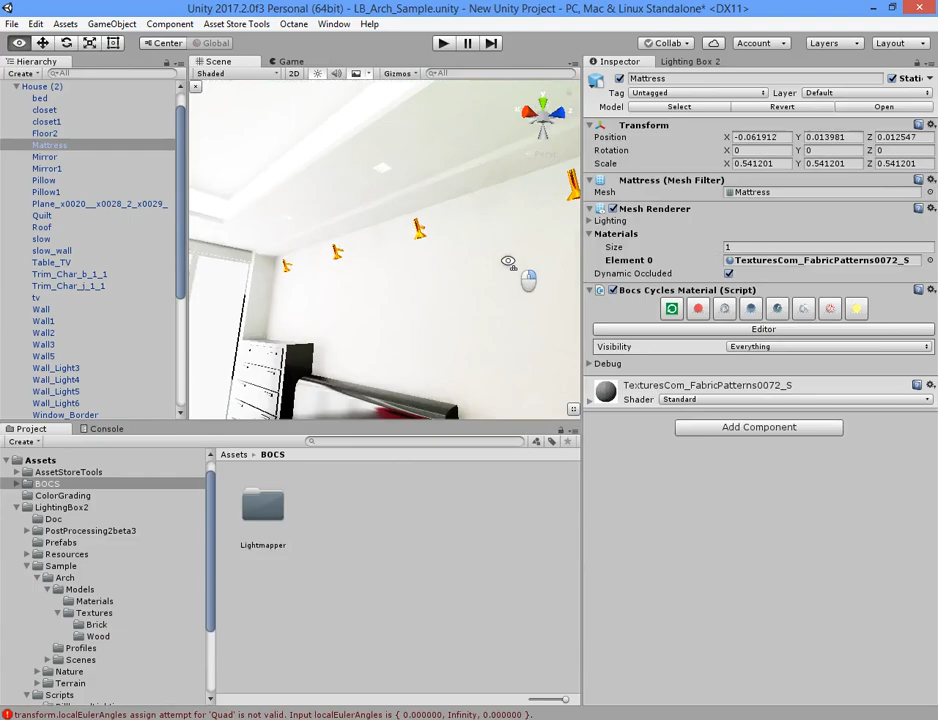 Unity 2017.2.0f3 Personal (64bit) - LB_Arch_Sample.unity - New Unity Project - PC, Mac & Linux Standalone* <DX11>
File Edit Assets GameObject Component Asset Store Tools Octane Window Help
Center Global Collab Account Layers Layout
Hierarchy
Create All
House (2)
bed
closet
closet1
Floor2
Mattress
Mirror
Mirror1
Pillow
Pillow1
Plane_x0020__x0028_2_x0029_
Quilt
Roof
slow
slow_wall
Table_TV
Trim_Char_b_1_1
Trim_Char_j_1_1
tv
Wall
Wall1
Wall2
Wall3
Wall5
Wall_Light3
Wall_Light4
Wall_Light5
Wall_Light6
Window_Border
Scene Game
Shaded 2D Gizmos All
Inspector Lighting Box 2
Mattress Stati
Tag Untagged Layer Default
Model Select Revert Open
Transform
Position X -0.061912 Y 0.013981 Z 0.012547
Rotation X 0 Y 0 Z 0
Scale X 0.541201 Y 0.541201 Z 0.541201
Mattress (Mesh Filter)
Mesh Mattress
Mesh Renderer
Lighting
Materials
Size 1
Element 0 TexturesCom_FabricPatterns0072_S
Dynamic Occluded
Bocs Cycles Material (Script)
Editor
Visibility Everything
Debug
TexturesCom_FabricPatterns0072_S
Shader Standard
Add Component
Project Console
Create
Assets
AssetStoreTools
BOCS
ColorGrading
LightingBox2
Doc
PostProcessing2beta3
Prefabs
Resources
Sample
Arch
Models
Materials
Textures
Brick
Wood
Profiles
Scenes
Nature
Terrain
Scripts
Assets BOCS
Lightmapper
transform.localEulerAngles assign attempt for 'Quad' is not valid. Input localEulerAngles is { 0.000000, Infinity, 0.000000 }.